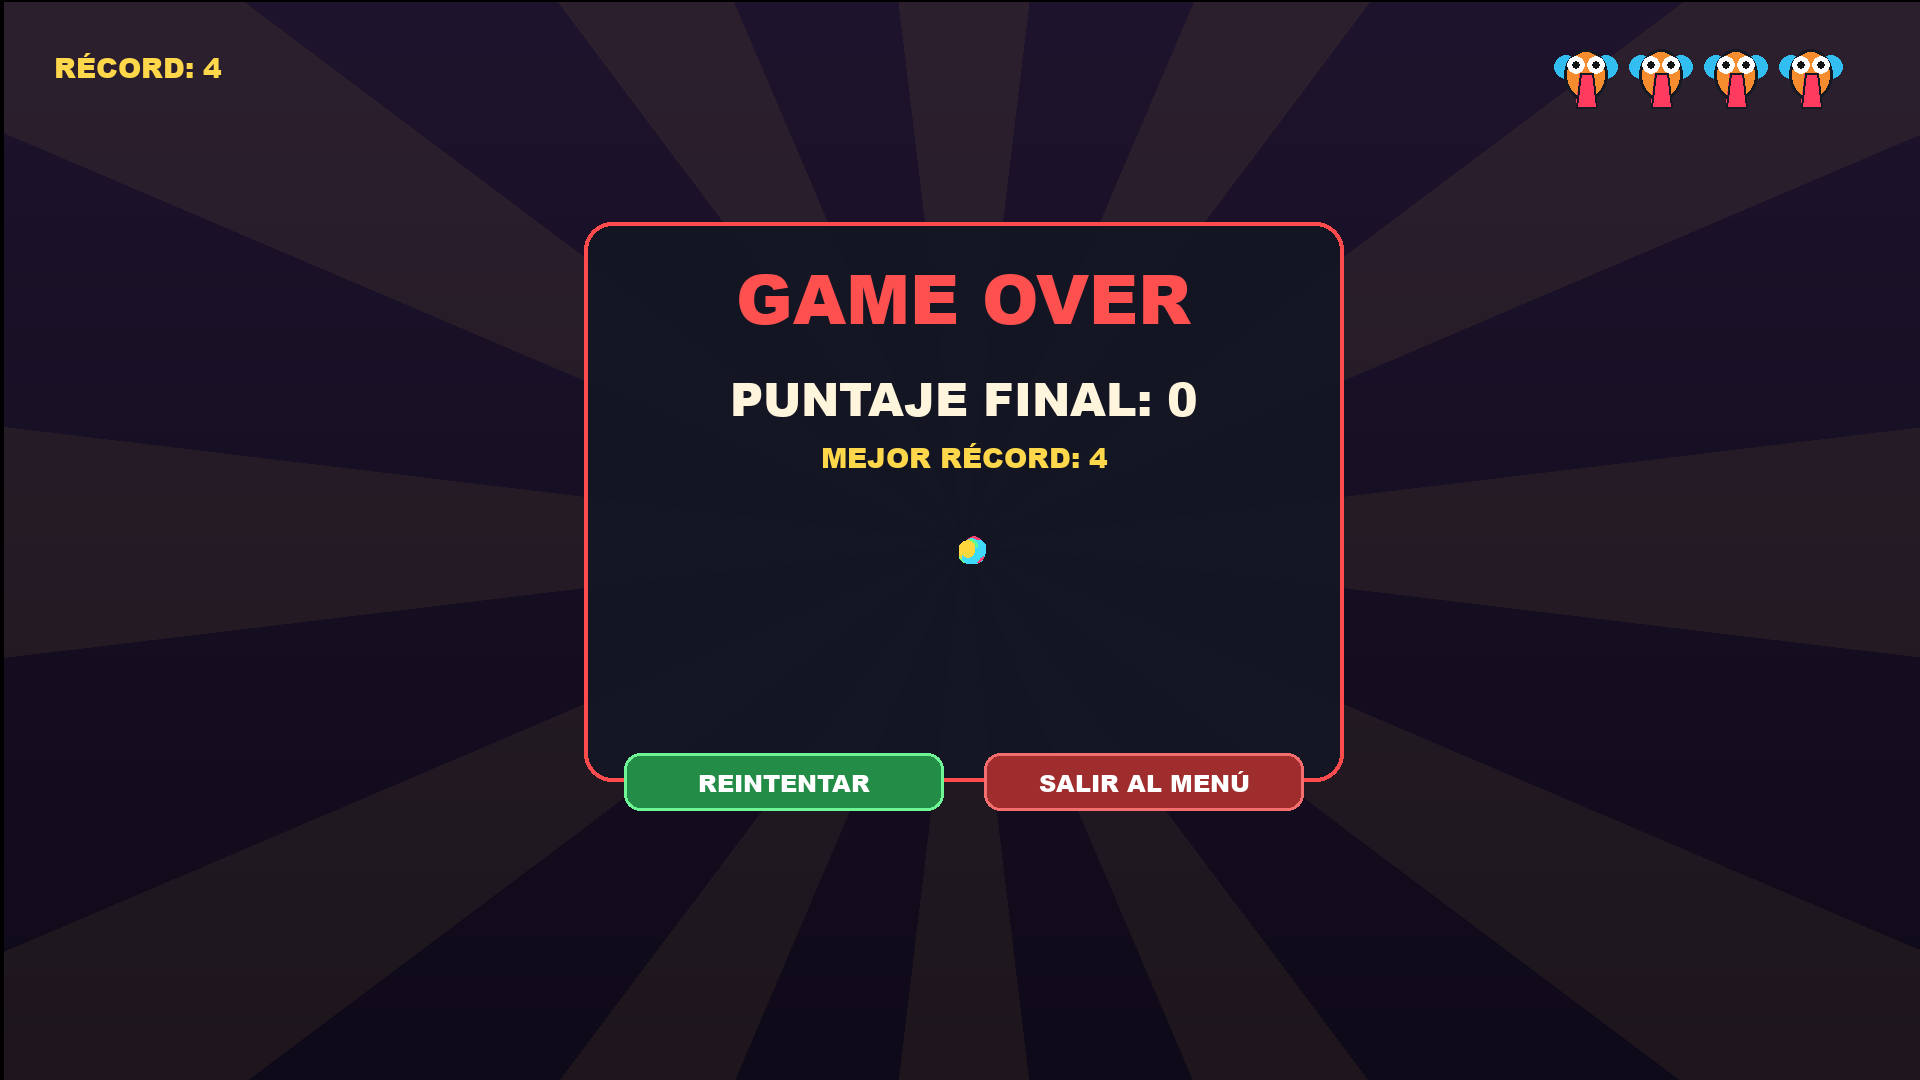 RÉCORD: 4
GAME OVER
PUNTAJE FINAL: 0
MEJOR RÉCORD: 4
REINTENTAR
SALIR AL MENÚ